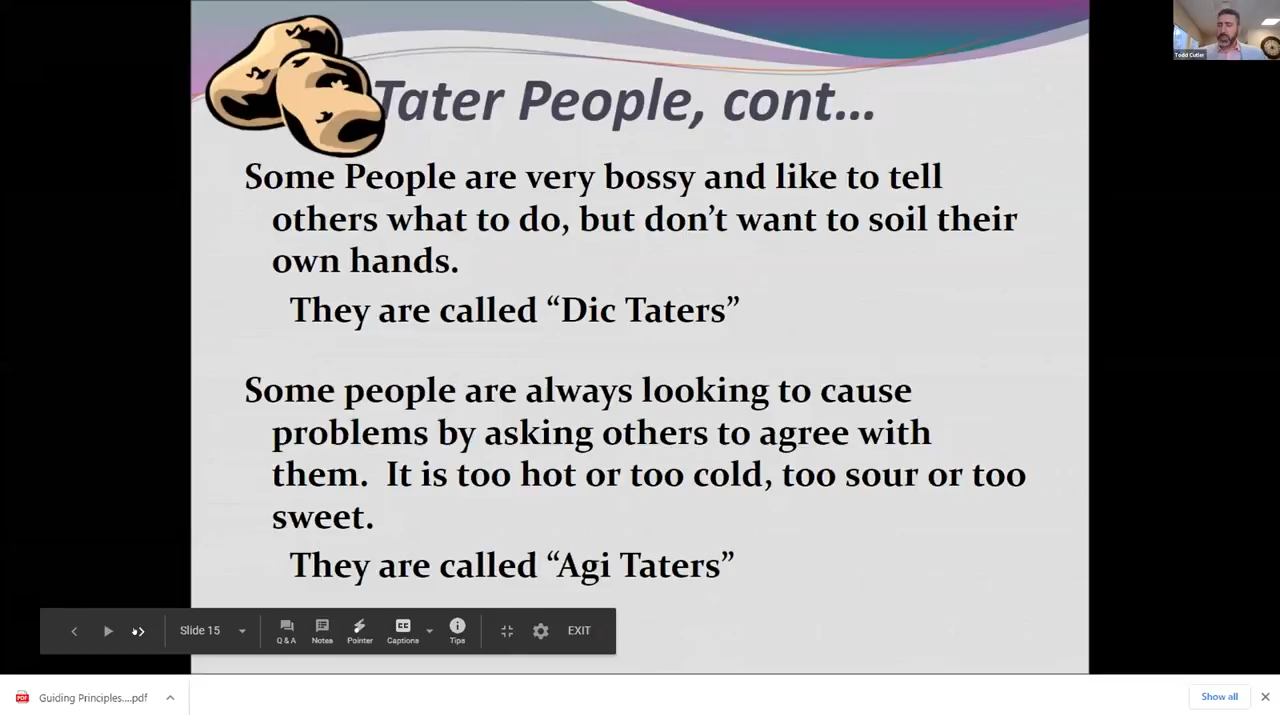 Todd Cutler
Tater People, cont...
Some People are very bossy and like to tell
others what to do, but don’t want to soil their
own hands.
They are called “Dic Taters”
Some people are always looking to cause
problems by asking others to agree with
them. It is too hot or too cold, too sour or too
sweet.
They are called “Agi Taters”
Slide 15
Q & A
Notes
Pointer
CC
Captions
Tips
EXIT
PDF
Guiding Principles....pdf
Show all